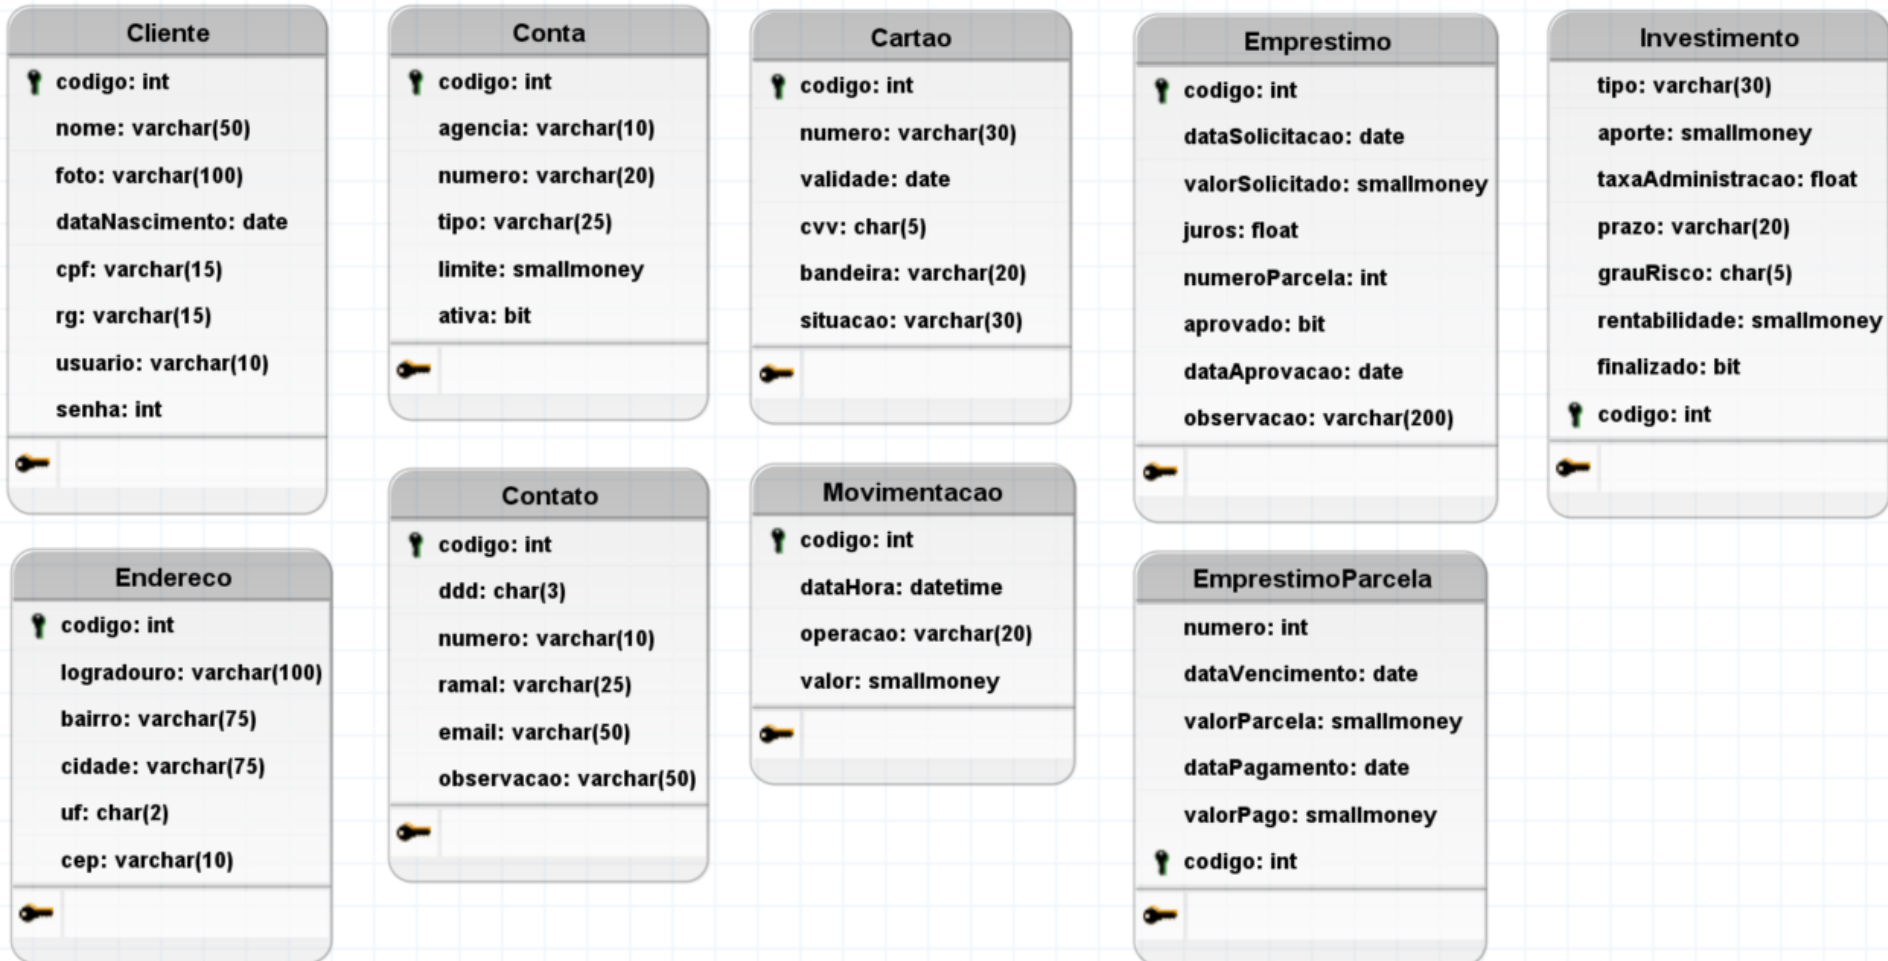 Cliente
codigo: int
nome: varchar(50)
foto: varchar(100)
dataNascimento: date
cpf: varchar(15)
rg: varchar(15)
usuario: varchar(10)
senha: int
Conta
codigo: int
agencia: varchar(10)
numero: varchar(20)
tipo: varchar(25)
limite: smallmoney
ativa: bit
Cartao
codigo: int
numero: varchar(30)
validade: date
cvv: char(5)
bandeira: varchar(20)
situacao: varchar(30)
Emprestimo
codigo: int
dataSolicitacao: date
valorSolicitado: smallmoney
juros: float
numeroParcela: int
aprovado: bit
dataAprovacao: date
observacao: varchar(200)
Investimento
tipo: varchar(30)
aporte: smallmoney
taxaAdministracao: float
prazo: varchar(20)
grauRisco: char(5)
rentabilidade: smallmoney
finalizado: bit
codigo: int
Endereco
codigo: int
logradouro: varchar(100)
bairro: varchar(75)
cidade: varchar(75)
uf: char(2)
cep: varchar(10)
Contato
codigo: int
ddd: char(3)
numero: varchar(10)
ramal: varchar(25)
email: varchar(50)
observacao: varchar(50)
Movimentacao
codigo: int
dataHora: datetime
operacao: varchar(20)
valor: smallmoney
EmprestimoParcela
numero: int
dataVencimento: date
valorParcela: smallmoney
dataPagamento: date
valorPago: smallmoney
codigo: int